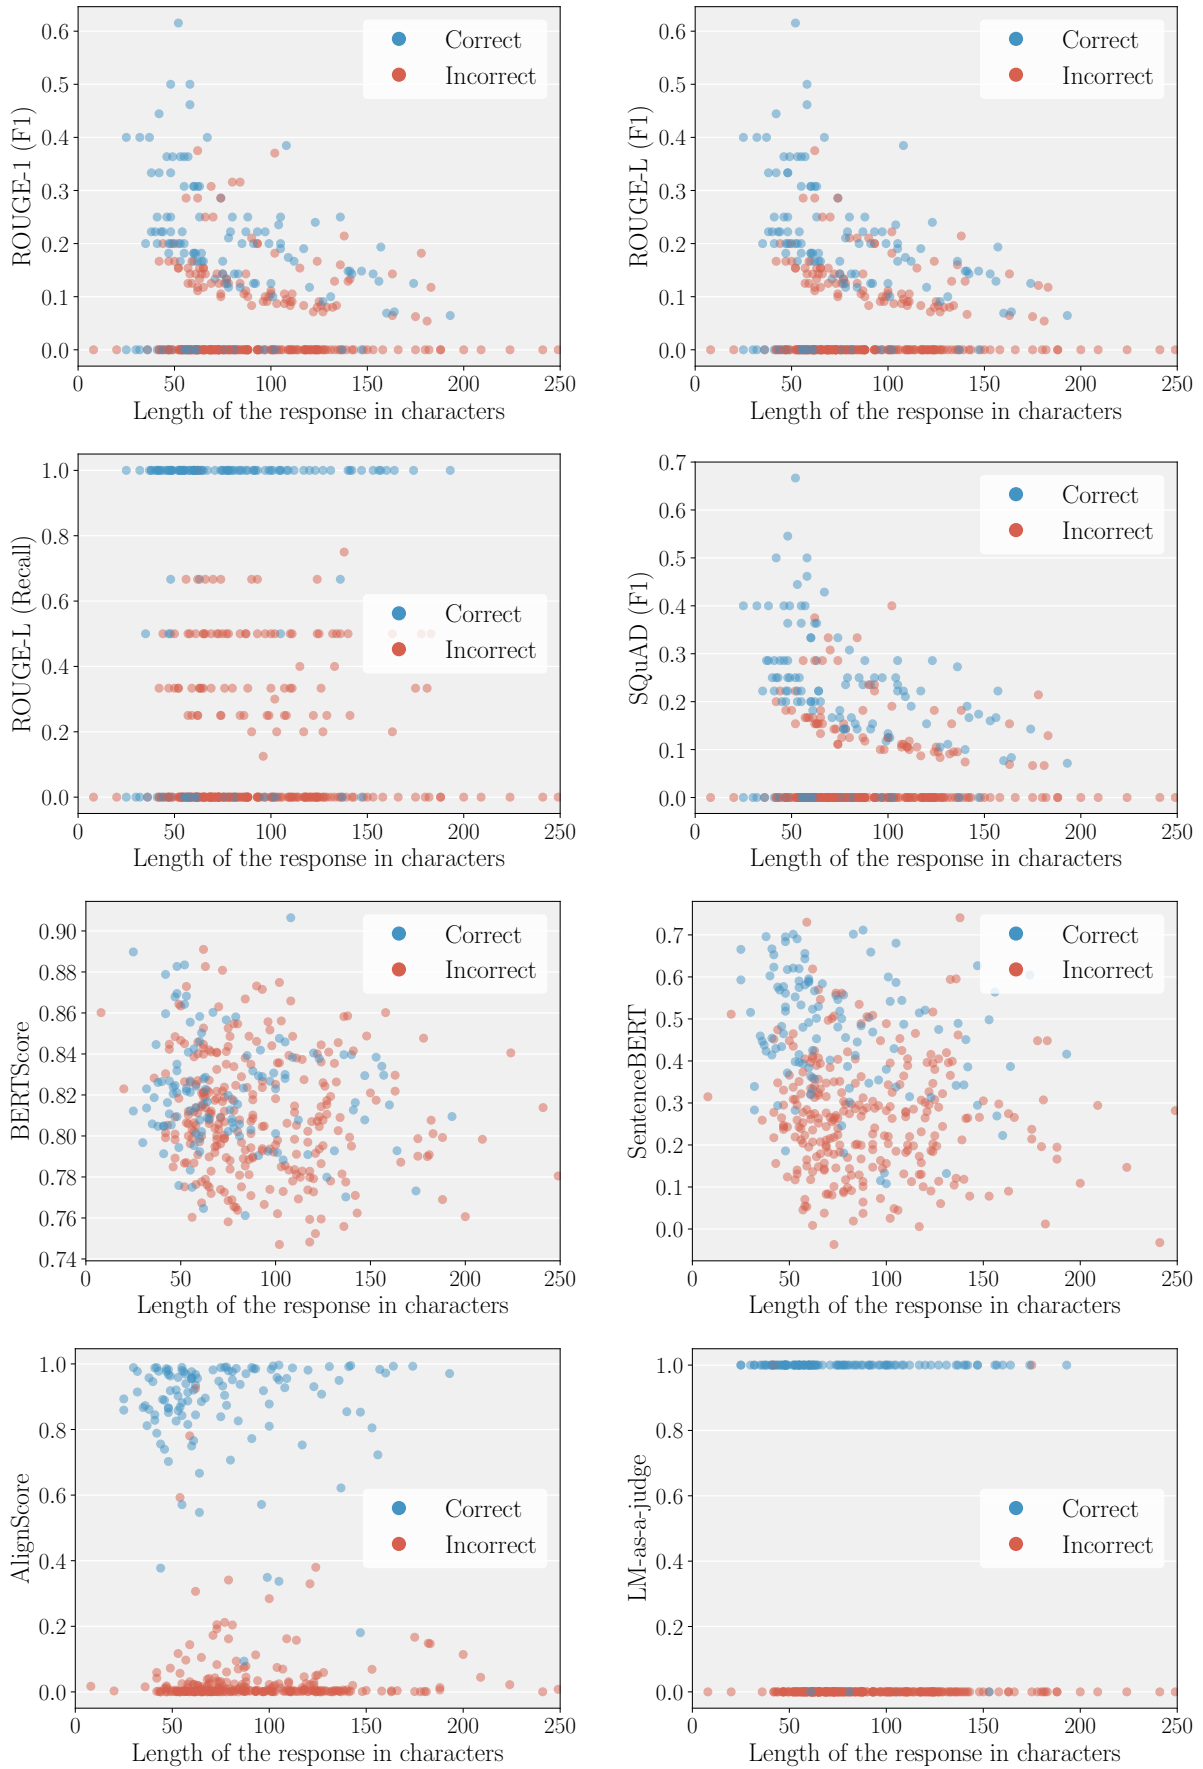 ROUGE-1 (F1)
0.6
0.5
0.4
0.3
0.2
0.1
0.0
Correct
Incorrect
0 50 100 150 200 250
Length of the response in characters
ROUGE-L (F1)
0.6
0.5
0.4
0.3
0.2
0.1
0.0
Correct
Incorrect
0 50 100 150 200 250
Length of the response in characters
ROUGE-L (Recall)
1.0
0.8
0.6
0.4
0.2
0.0
Correct
Incorrect
0 50 100 150 200 250
Length of the response in characters
SQuAD (F1)
0.7
0.6
0.5
0.4
0.3
0.2
0.1
0.0
Correct
Incorrect
0 50 100 150 200 250
Length of the response in characters
BERTScore
0.90
0.88
0.86
0.84
0.82
0.80
0.78
0.76
0.74
Correct
Incorrect
0 50 100 150 200 250
Length of the response in characters
SentenceBERT
0.7
0.6
0.5
0.4
0.3
0.2
0.1
0.0
Correct
Incorrect
0 50 100 150 200 250
Length of the response in characters
AlignScore
1.0
0.8
0.6
0.4
0.2
0.0
Correct
Incorrect
0 50 100 150 200 250
Length of the response in characters
LM-as-a-judge
1.0
0.8
0.6
0.4
0.2
0.0
Correct
Incorrect
0 50 100 150 200 250
Length of the response in characters